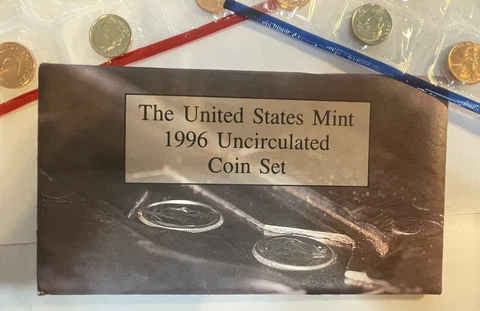 The United States Mint
1996 Uncirculated
Coin Set